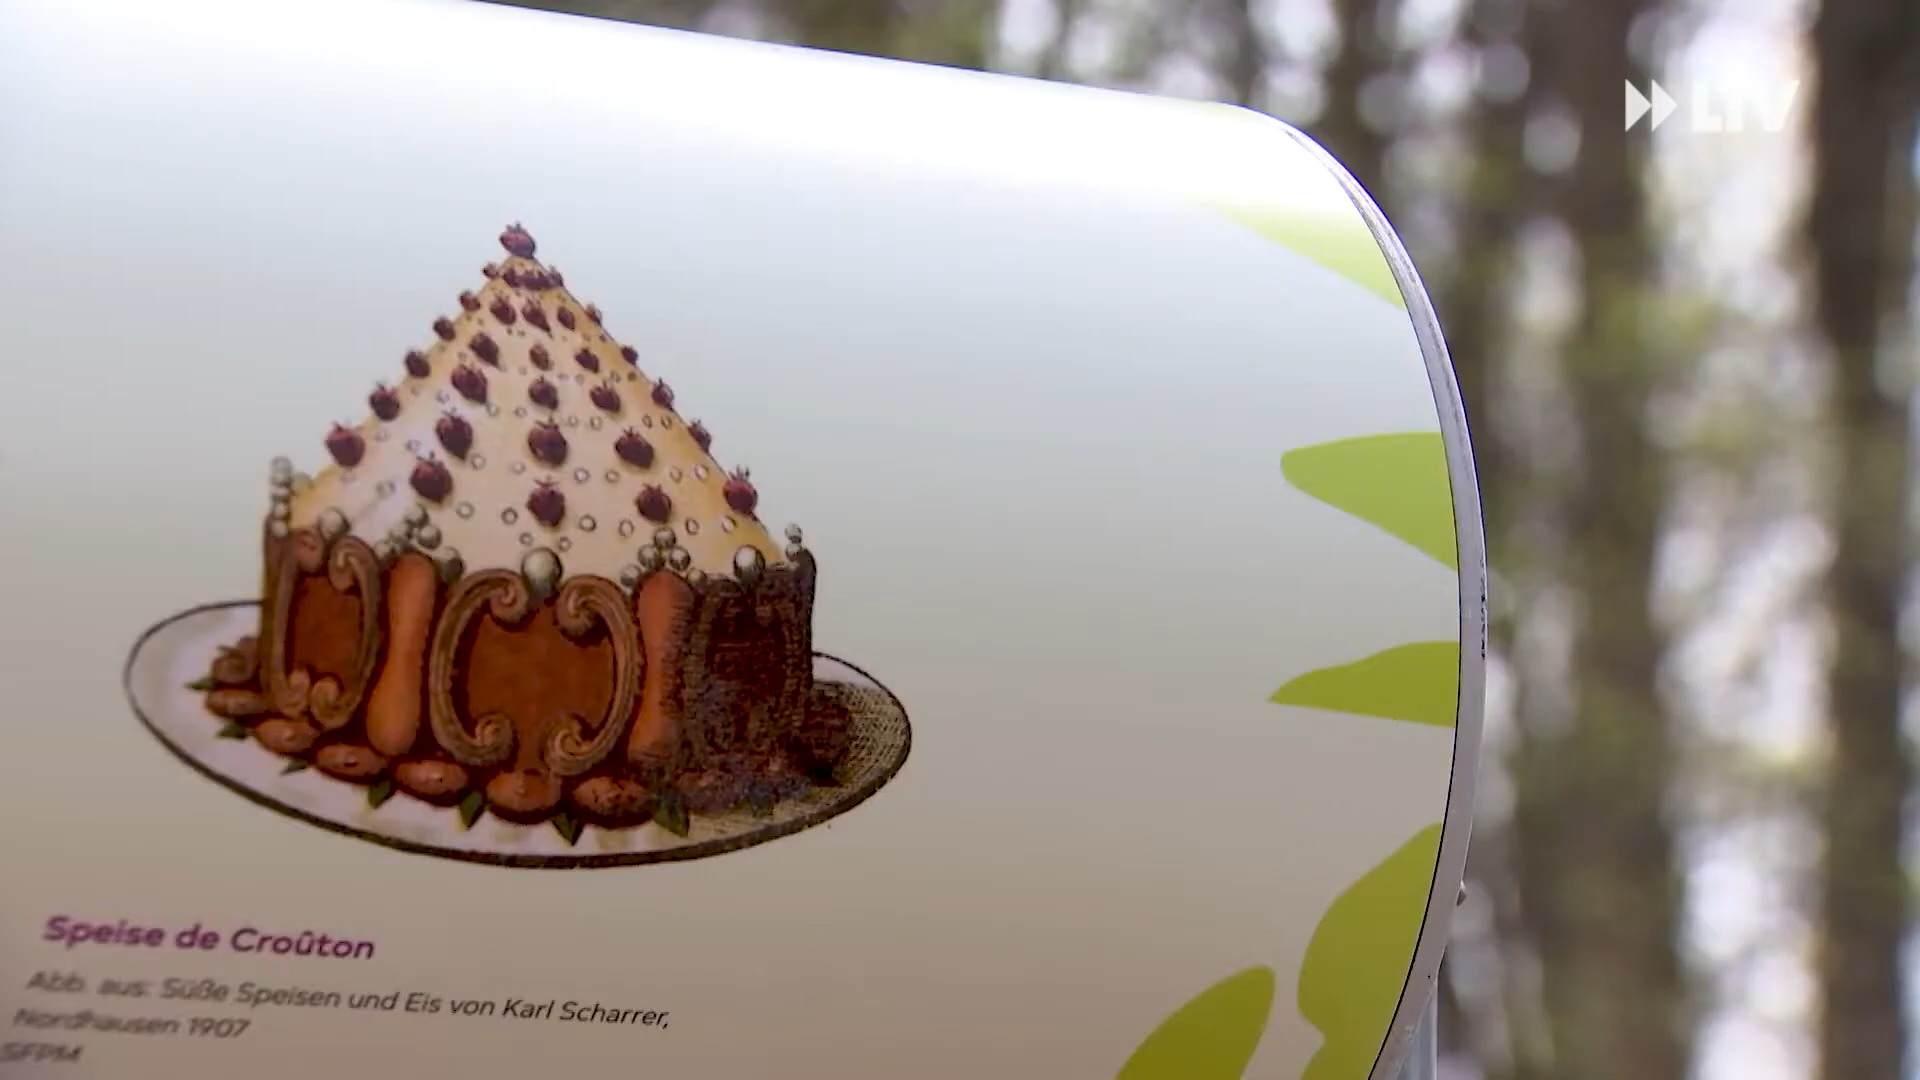 LTV
Speise de Croûton
Abb. aus: Süße Speisen und Eis von Karl Scharrer,
Nordhausen 1907
SFPM